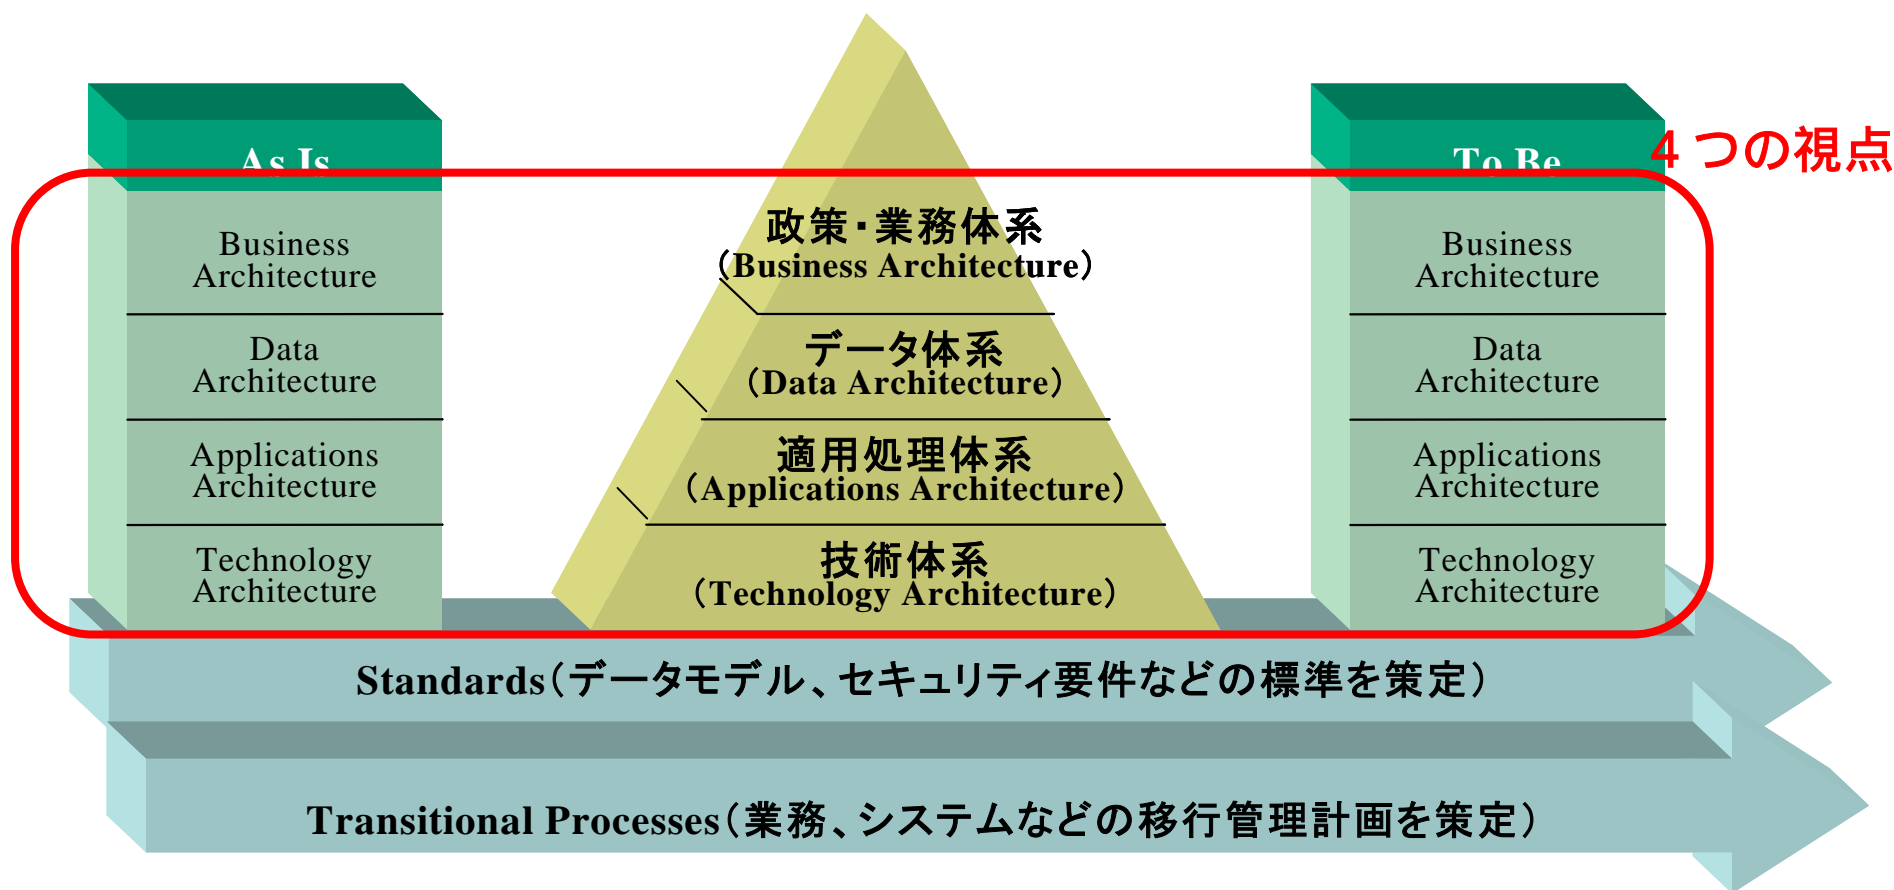 As Is
Business
Architecture
Data
Architecture
Applications
Architecture
Technology
Architecture
政策・業務体系
（Business Architecture）
データ体系
（Data Architecture）
適用処理体系
（Applications Architecture）
技術体系
（Technology Architecture）
To Be
４つの視点
Business
Architecture
Data
Architecture
Applications
Architecture
Technology
Architecture
Standards（データモデル、セキュリティ要件などの標準を策定）
Transitional Processes（業務、システムなどの移行管理計画を策定）